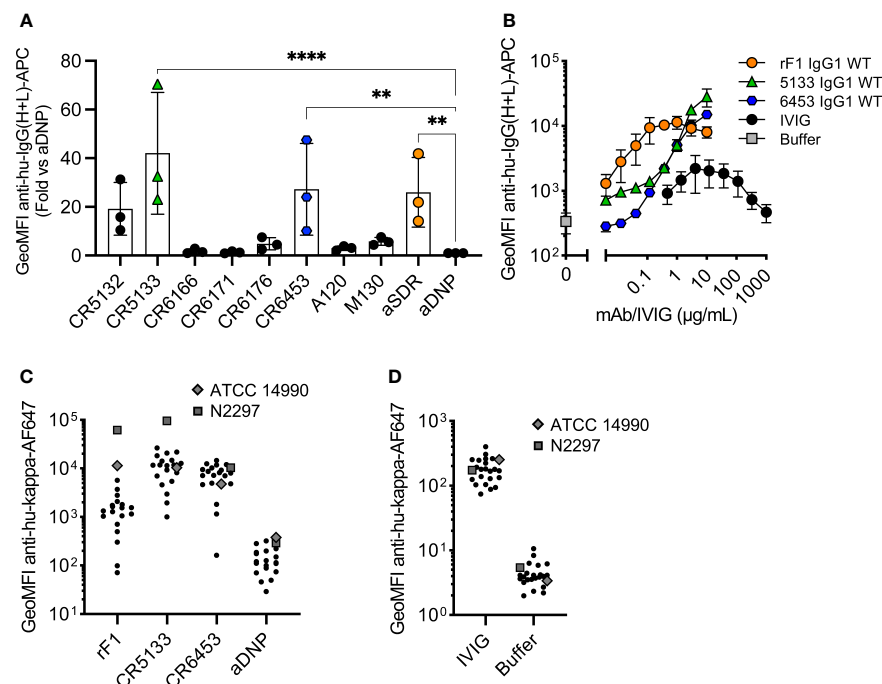 A
GeoMFI anti-hu-IgG(H+L)-APC
(Fold vs aDNP)
80
60
40
20
0
****
**
**
CR5132
CR5133
CR6166
CR6171
CR6176
CR6453
A120
M130
aSDR
aDNP
B
GeoMFI anti-hu-IgG(H+L)-APC
10⁵
10⁴
10³
10²
0
0.1
1
10
100
1000
mAb/IVIG (µg/mL)
rF1 IgG1 WT
5133 IgG1 WT
6453 IgG1 WT
IVIG
Buffer
C
GeoMFI anti-hu-kappa-AF647
ATCC 14990
N2297
10⁵
10⁴
10³
10²
10¹
rF1
CR5133
CR6453
aDNP
D
GeoMFI anti-hu-kappa-AF647
ATCC 14990
N2297
10³
10²
10¹
10⁰
IVIG
Buffer